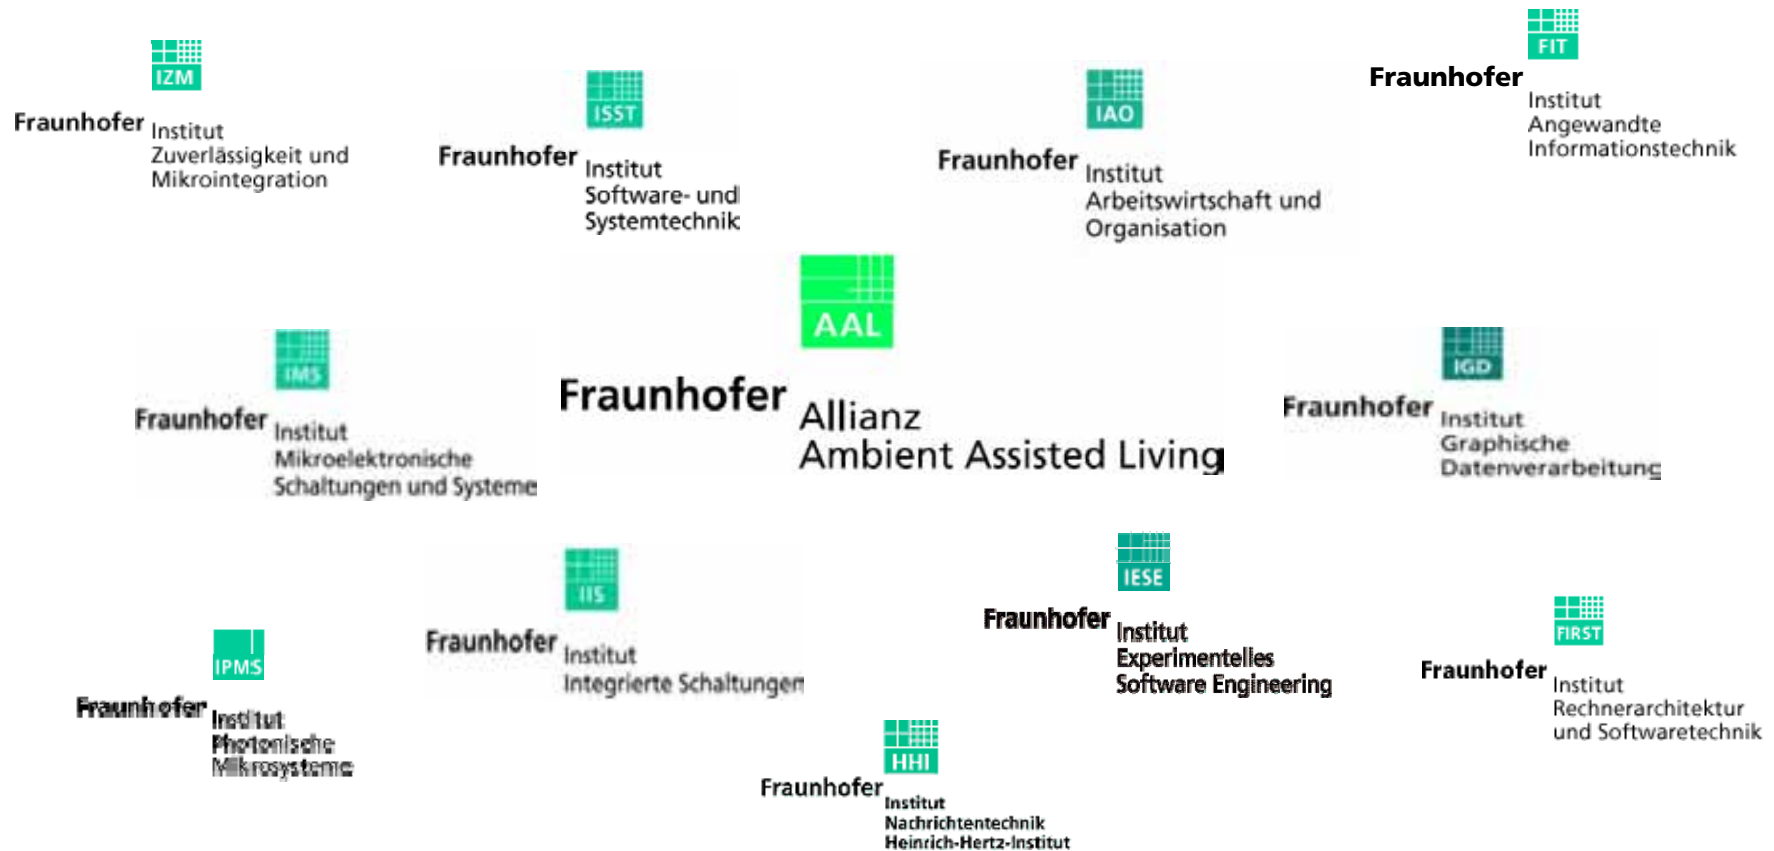 IZM
Fraunhofer
Institut
Zuverlässigkeit und
Mikrointegration
ISST
Fraunhofer
Institut
Software- und
Systemtechnik
IAO
Fraunhofer
Institut
Arbeitswirtschaft und
Organisation
FIT
Fraunhofer
Institut
Angewandte
Informationstechnik
IMS
Fraunhofer
Institut
Mikroelektronische
Schaltungen und Systeme
AAL
Fraunhofer
Allianz
Ambient Assisted Living
IGD
Fraunhofer
Institut
Graphische
Datenverarbeitung
IPMS
Fraunhofer
Institut
Photonische
Mikrosysteme
IIS
Fraunhofer
Institut
Integrierte Schaltungen
HHI
Fraunhofer
Institut
Nachrichtentechnik
Heinrich-Hertz-Institut
IESE
Fraunhofer
Institut
Experimentelles
Software Engineering
FIRST
Fraunhofer
Institut
Rechnerarchitektur
und Softwaretechnik